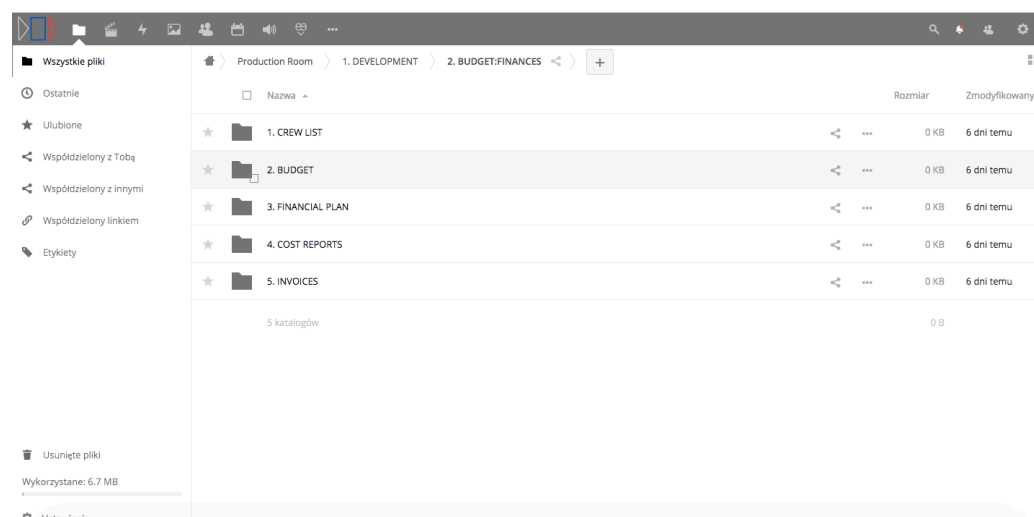 Wszystkie pliki
Ostatnie
Ulubione
Współdzielony z Tobą
Współdzielony z innymi
Współdzielony linkiem
Etykiety
Usunięte pliki
Wykorzystane: 6.7 MB
Production Room 1. DEVELOPMENT 2. BUDGET:FINANCES +
Nazwa Rozmiar Zmodyfikowany
1. CREW LIST 0 KB 6 dni temu
2. BUDGET 0 KB 6 dni temu
3. FINANCIAL PLAN 0 KB 6 dni temu
4. COST REPORTS 0 KB 6 dni temu
5. INVOICES 0 KB 6 dni temu
5 katalogów 0 B